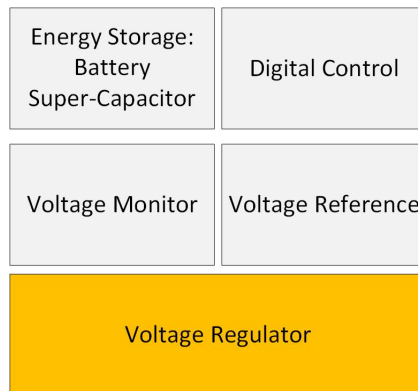 Energy Storage:
Battery
Super-Capacitor
Digital Control
Voltage Monitor
Voltage Reference
Voltage Regulator